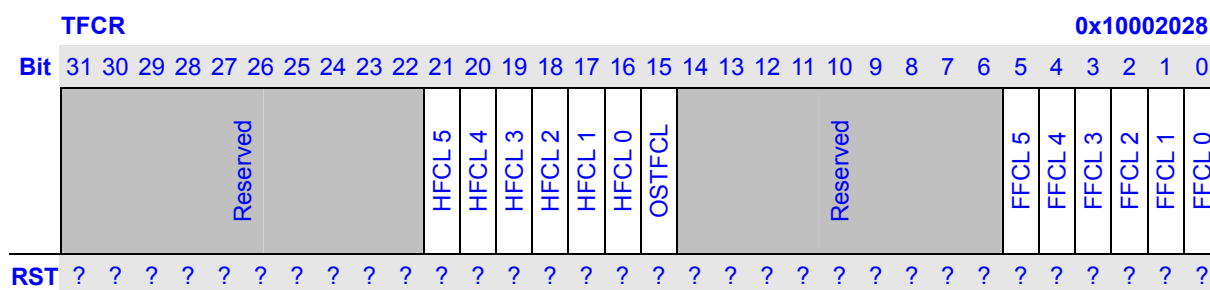 TFCR 0x10002028
Bit 31 30 29 28 27 26 25 24 23 22 21 20 19 18 17 16 15 14 13 12 11 10 9 8 7 6 5 4 3 2 1 0
Reserved HFCL 5 HFCL 4 HFCL 3 HFCL 2 HFCL 1 HFCL 0 OSTFCL Reserved FFCL 5 FFCL 4 FFCL 3 FFCL 2 FFCL 1 FFCL 0
RST ? ? ? ? ? ? ? ? ? ? ? ? ? ? ? ? ? ? ? ? ? ? ? ? ? ? ? ? ? ? ? ?